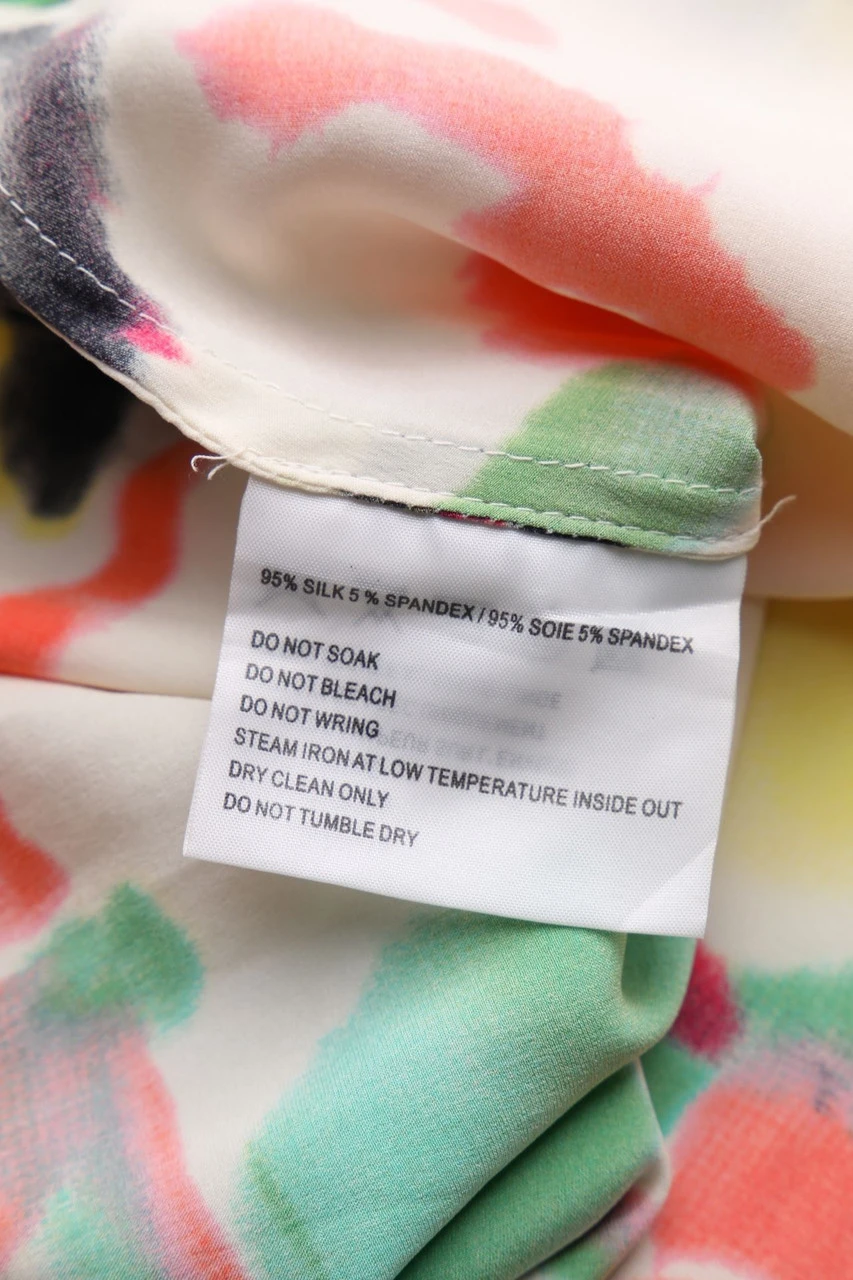 95% SILK 5 % SPANDEX / 95% SOIE 5% SPANDEX
DO NOT SOAK
DO NOT BLEACH
DO NOT WRING
STEAM IRON AT LOW TEMPERATURE INSIDE OUT
DRY CLEAN ONLY
DO NOT TUMBLE DRY